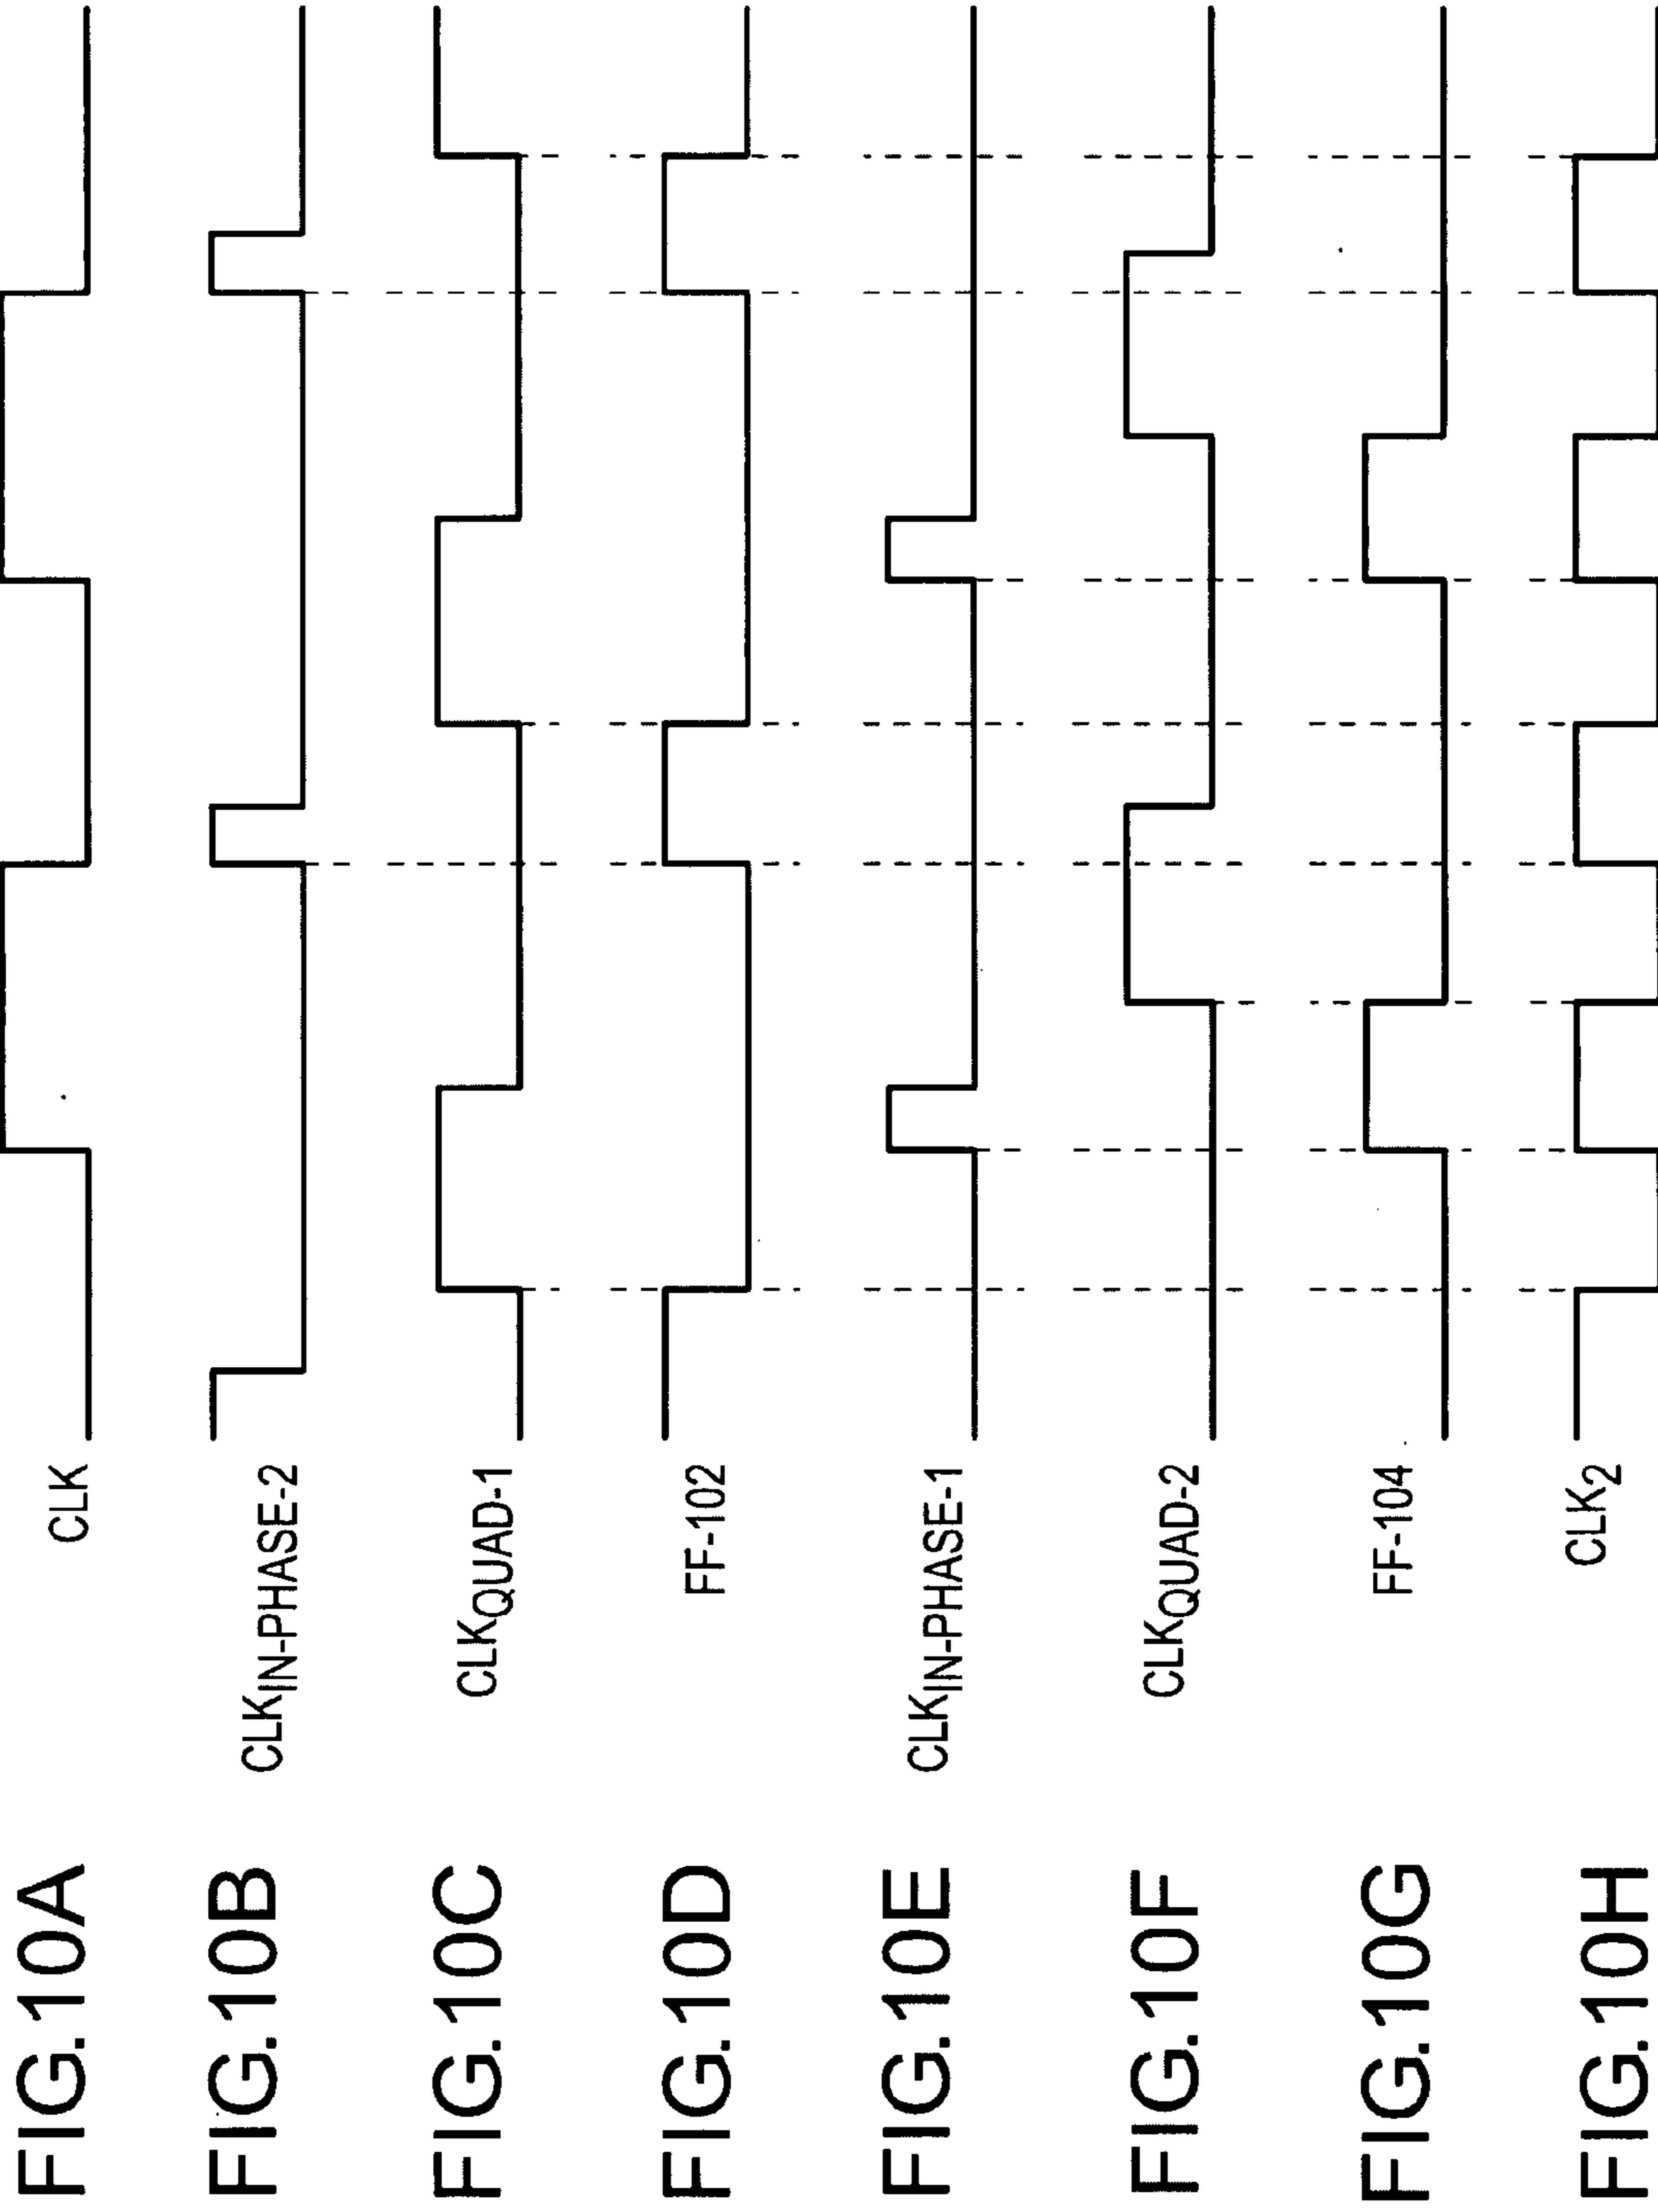 FIG.10A CLK
FIG.10B CLKIN-PHASE-2
FIG.10C CLKQUAD-1
FIG.10D FF-102
FIG.10E CLKIN-PHASE-1
FIG.10F CLKQUAD-2
FIG.10G FF-104
FIG.10H CLK2